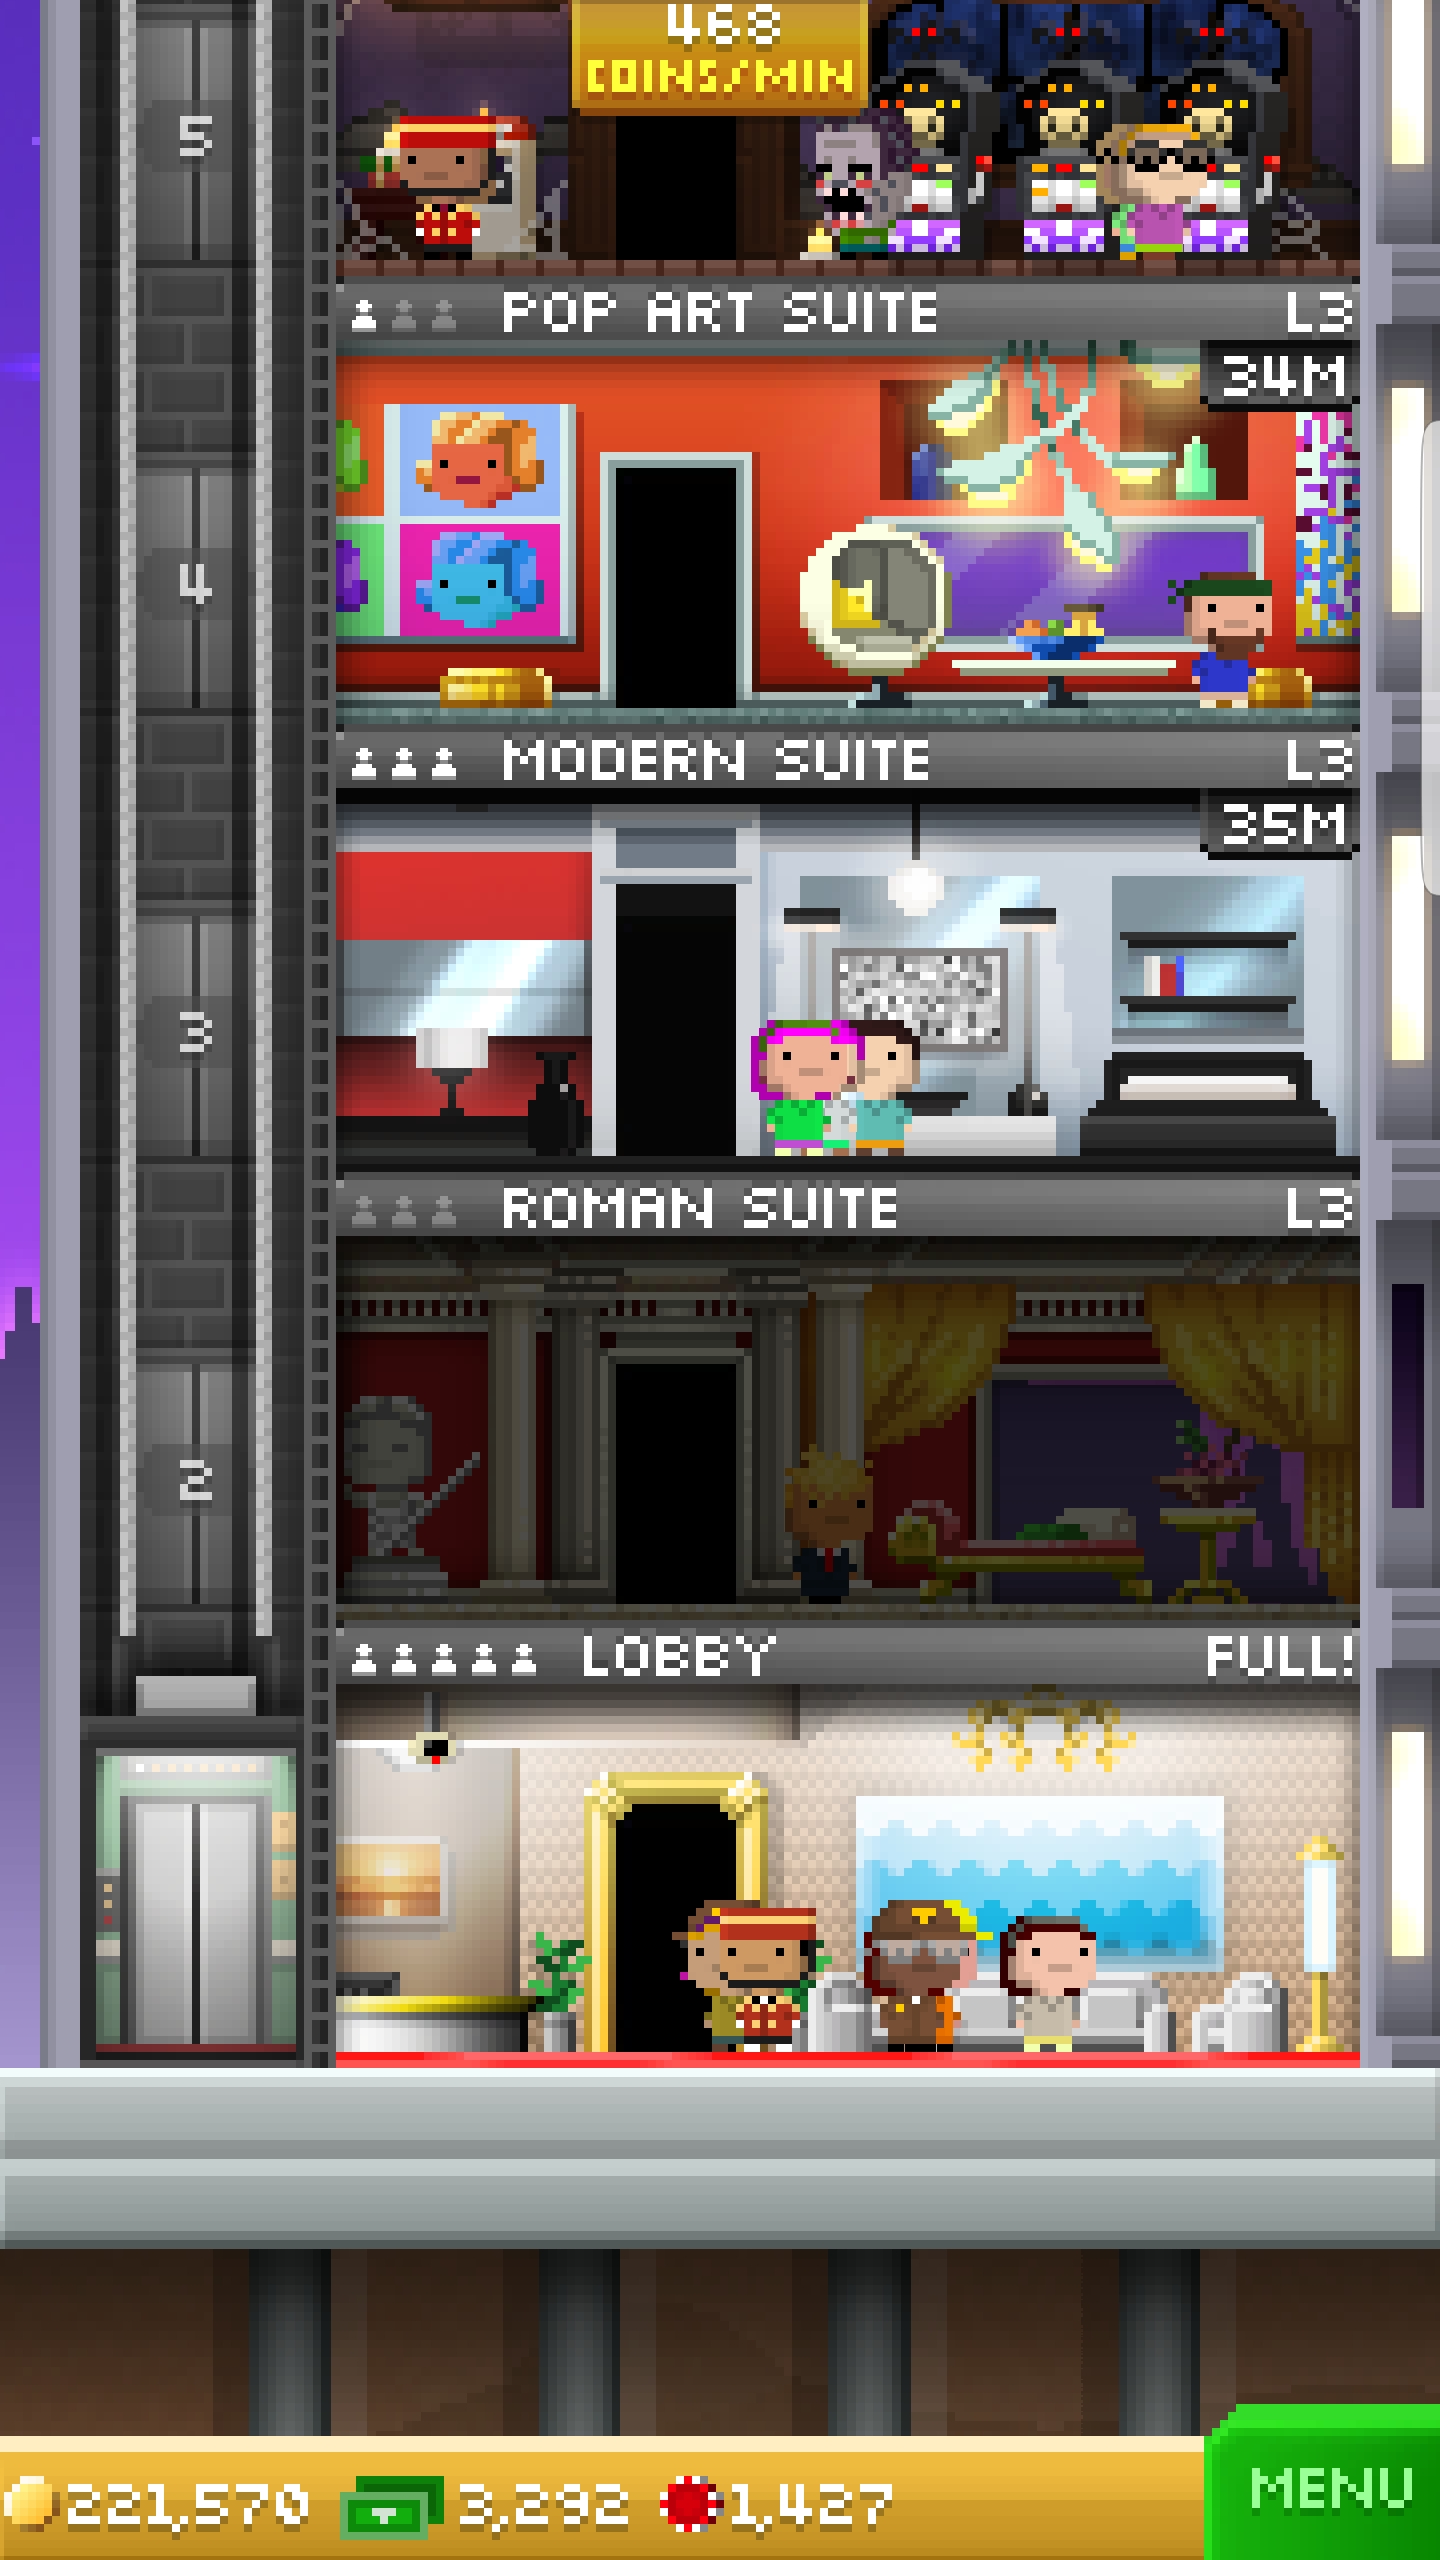 468
COINS/MIN
5
POP ART SUITE L3
34M
4
MODERN SUITE L3
35M
3
ROMAN SUITE L3
2
LOBBY FULL!
221,570 3,292 1,427 MENU